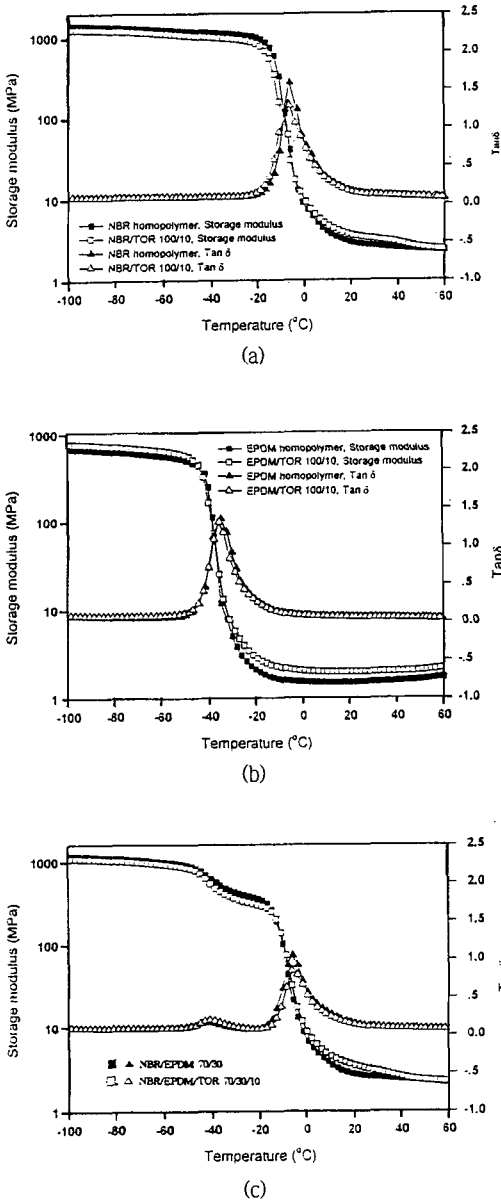 2.5
1000
2.0
1.5
100
1.0
.5
10
0.0
-.5
1
-1.0
Storage modulus (MPa)
Tanδ
NBR homopolymer, Storage modulus
NBR/TOR 100/10, Storage modulus
NBR homopolymer, Tan δ
NBR/TOR 100/10, Tan δ
-100 -80 -60 -40 -20 0 20 40 60
Temperature (°C)
(a)
1000
2.5
2.0
1.5
100
1.0
.5
10
0.0
-.5
1
-1.0
Storage modulus (MPa)
Tanδ
EPDM homopolymer, Storage modulus
EPDM/TOR 100/10, Storage modulus
EPDM homopolymer, Tan δ
EPDM/TOR 100/10, Tan δ
-100 -80 -60 -40 -20 0 20 40 60
Temperature (°C)
(b)
2.5
1000
2.0
1.5
100
1.0
.5
10
0.0
-.5
1
-1.0
Storage modulus (MPa)
NBR/EPDM 70/30
NBR/EPDM/TOR 70/30/10
-100 -80 -60 -40 -20 0 20 40 60
Temperature (°C)
(c)